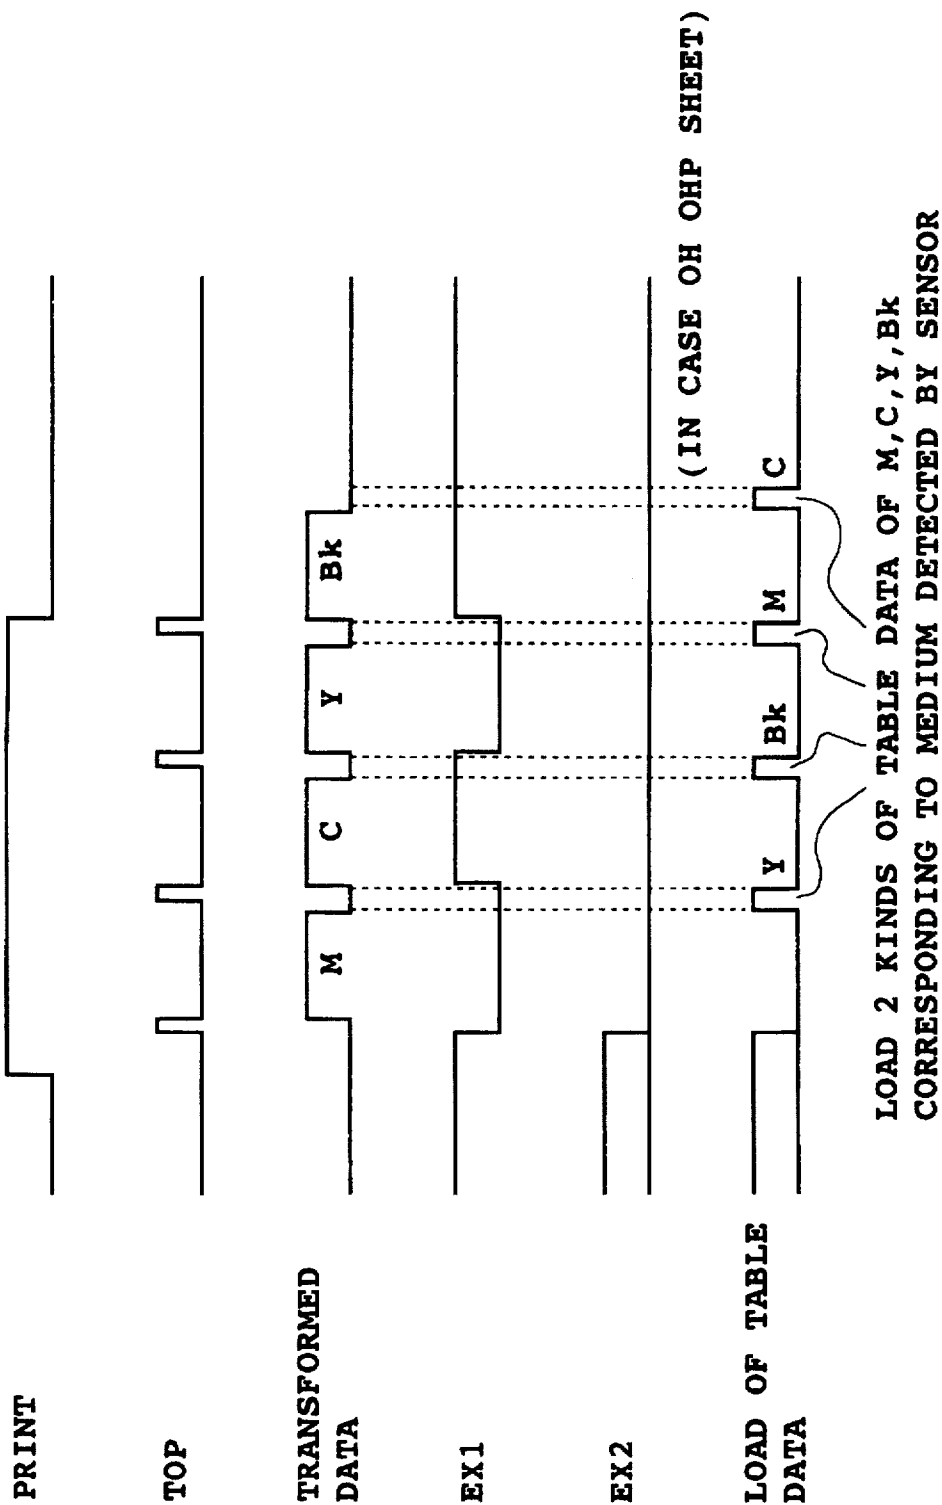 PRINT
TOP
TRANSFORMED
DATA
M
C
Y
Bk
EX1
EX2
(IN CASE OH OHP SHEET)
LOAD OF TABLE
DATA
Y
Bk
M
C
LOAD 2 KINDS OF TABLE DATA OF M,C,Y,Bk
CORRESPONDING TO MEDIUM DETECTED BY SENSOR